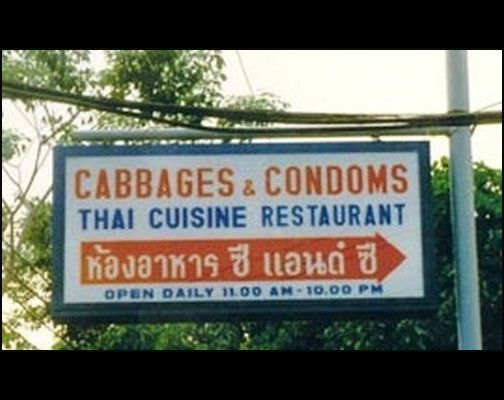 CABBAGES & CONDOMS
THAI CUISINE RESTAURANT
ห้องอาหาร ซี แอนด์ ซี
OPEN DAILY 11.00 AM - 10.00 PM